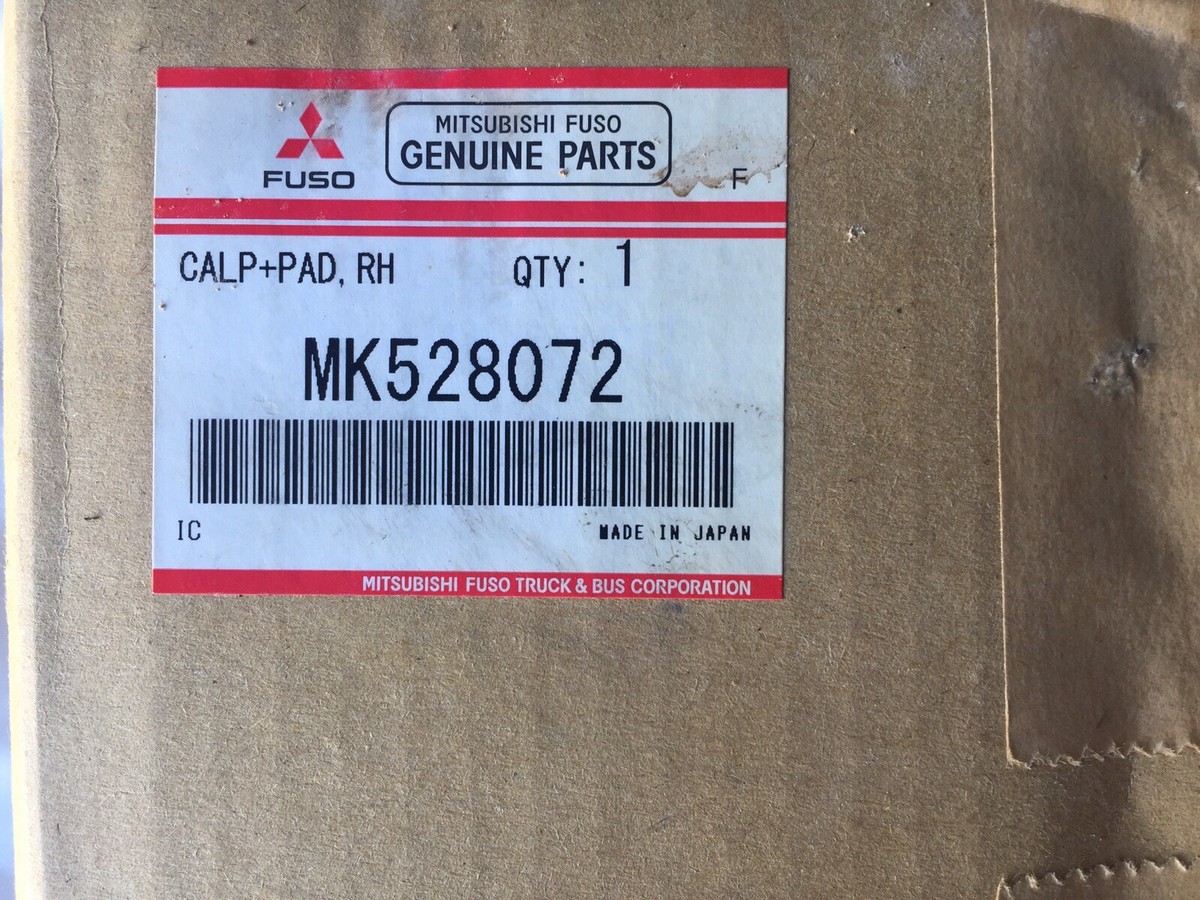 MITSUBISHI FUSO
GENUINE PARTS
FUSO
F
CALP+PAD, RH QTY: 1
MK528072
IC MADE IN JAPAN
MITSUBISHI FUSO TRUCK & BUS CORPORATION